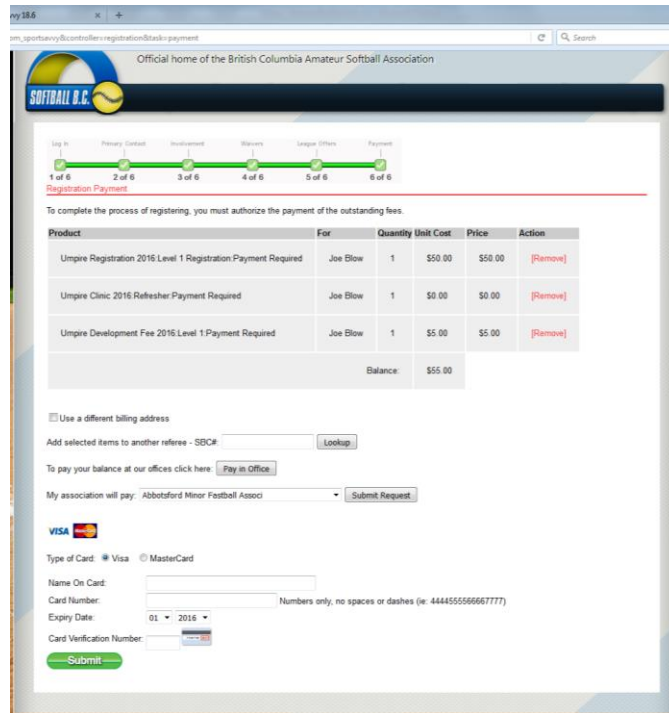 vvy 18.6 × +
om_sportsavvy&controller=registration&task=payment
Search
Official home of the British Columbia Amateur Softball Association
SOFTBALL B.C.
Log In Primary Contact Involvement Waivers League Offers Payment
1 of 6 2 of 6 3 of 6 4 of 6 5 of 6 6 of 6
Registration Payment
To complete the process of registering, you must authorize the payment of the outstanding fees.
Product For Quantity Unit Cost Price Action
Umpire Registration 2016:Level 1 Registration:Payment Required Joe Blow 1 $50.00 $50.00 [Remove]
Umpire Clinic 2016:Refresher:Payment Required Joe Blow 1 $0.00 $0.00 [Remove]
Umpire Development Fee 2016:Level 1:Payment Required Joe Blow 1 $5.00 $5.00 [Remove]
Balance: $55.00
Use a different billing address
Add selected items to another referee - SBC#: Lookup
To pay your balance at our offices click here: Pay in Office
My association will pay: Abbotsford Minor Fastball Associ Submit Request
VISA MasterCard
Type of Card: Visa MasterCard
Name On Card:
Card Number: Numbers only, no spaces or dashes (ie: 4444555566667777)
Expiry Date: 01 2016
Card Verification Number:
Submit